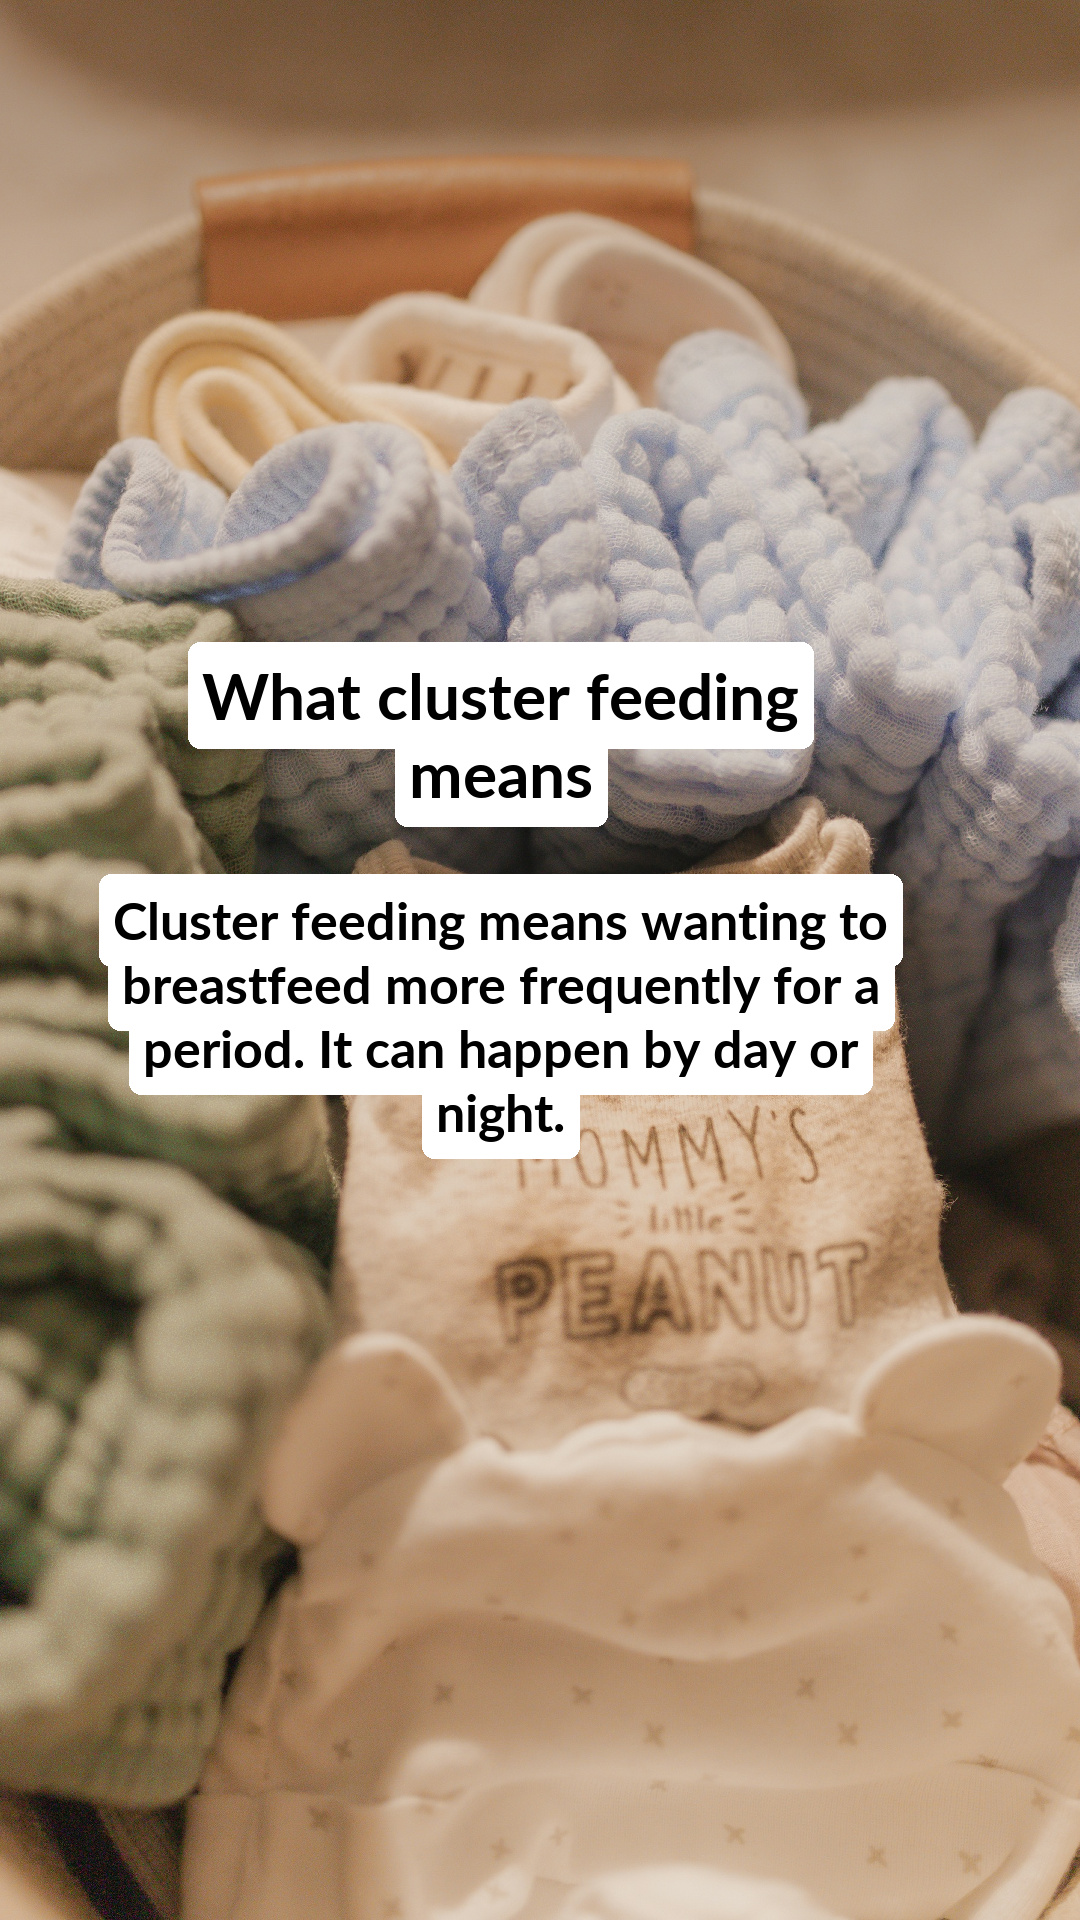 What cluster feeding
means
Cluster feeding means wanting to
breastfeed more frequently for a
period. It can happen by day or
night.
MOMMY'S
little
PEANUT